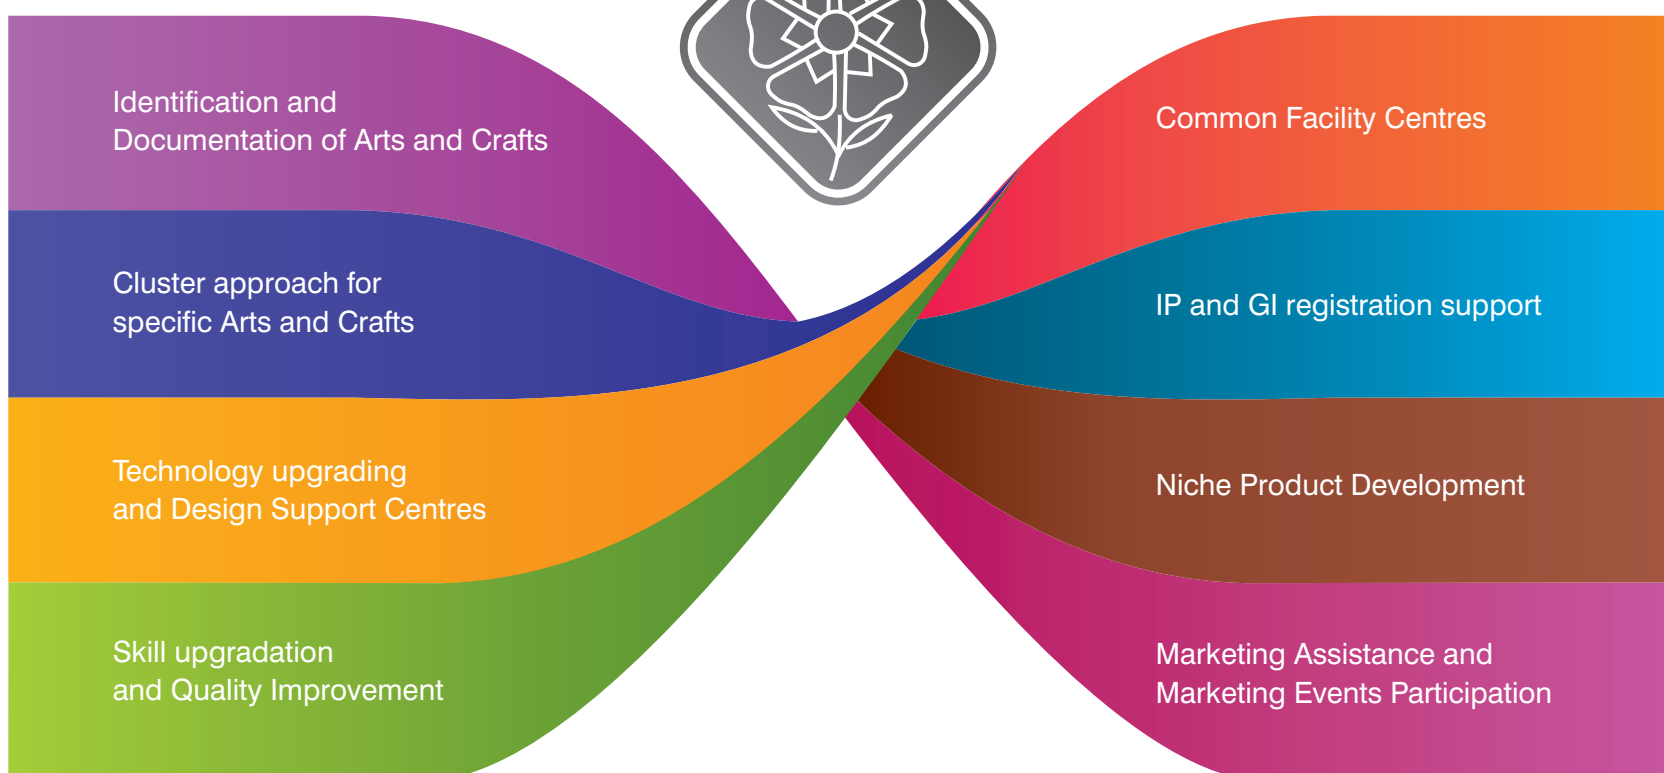 Identification and
Documentation of Arts and Crafts
Cluster approach for
specific Arts and Crafts
Technology upgrading
and Design Support Centres
Skill upgradation
and Quality Improvement
Common Facility Centres
IP and GI registration support
Niche Product Development
Marketing Assistance and
Marketing Events Participation